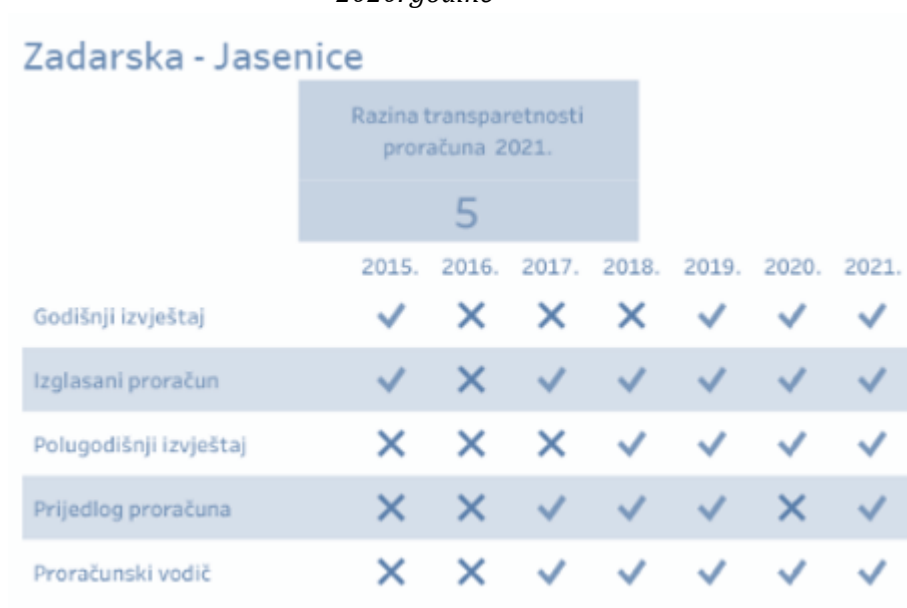 Zadarska - Jasenice
Razina transparetnosti
proračuna 2021.
5
2015. 2016. 2017. 2018. 2019. 2020. 2021.
Godišnji izvještaj ✓ ✕ ✕ ✕ ✓ ✓ ✓
Izglasani proračun ✓ ✕ ✓ ✓ ✓ ✓ ✓
Polugodišnji izvještaj ✕ ✕ ✕ ✓ ✓ ✓ ✓
Prijedlog proračuna ✕ ✕ ✓ ✓ ✓ ✕ ✓
Proračunski vodič ✕ ✕ ✓ ✓ ✓ ✓ ✓